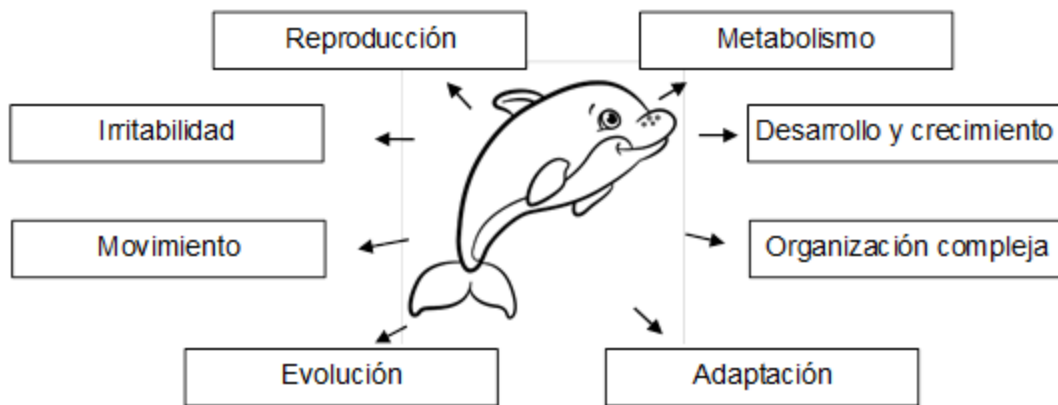 Reproducción
Metabolismo
Irritabilidad
Desarrollo y crecimiento
Movimiento
Organización compleja
Evolución
Adaptación